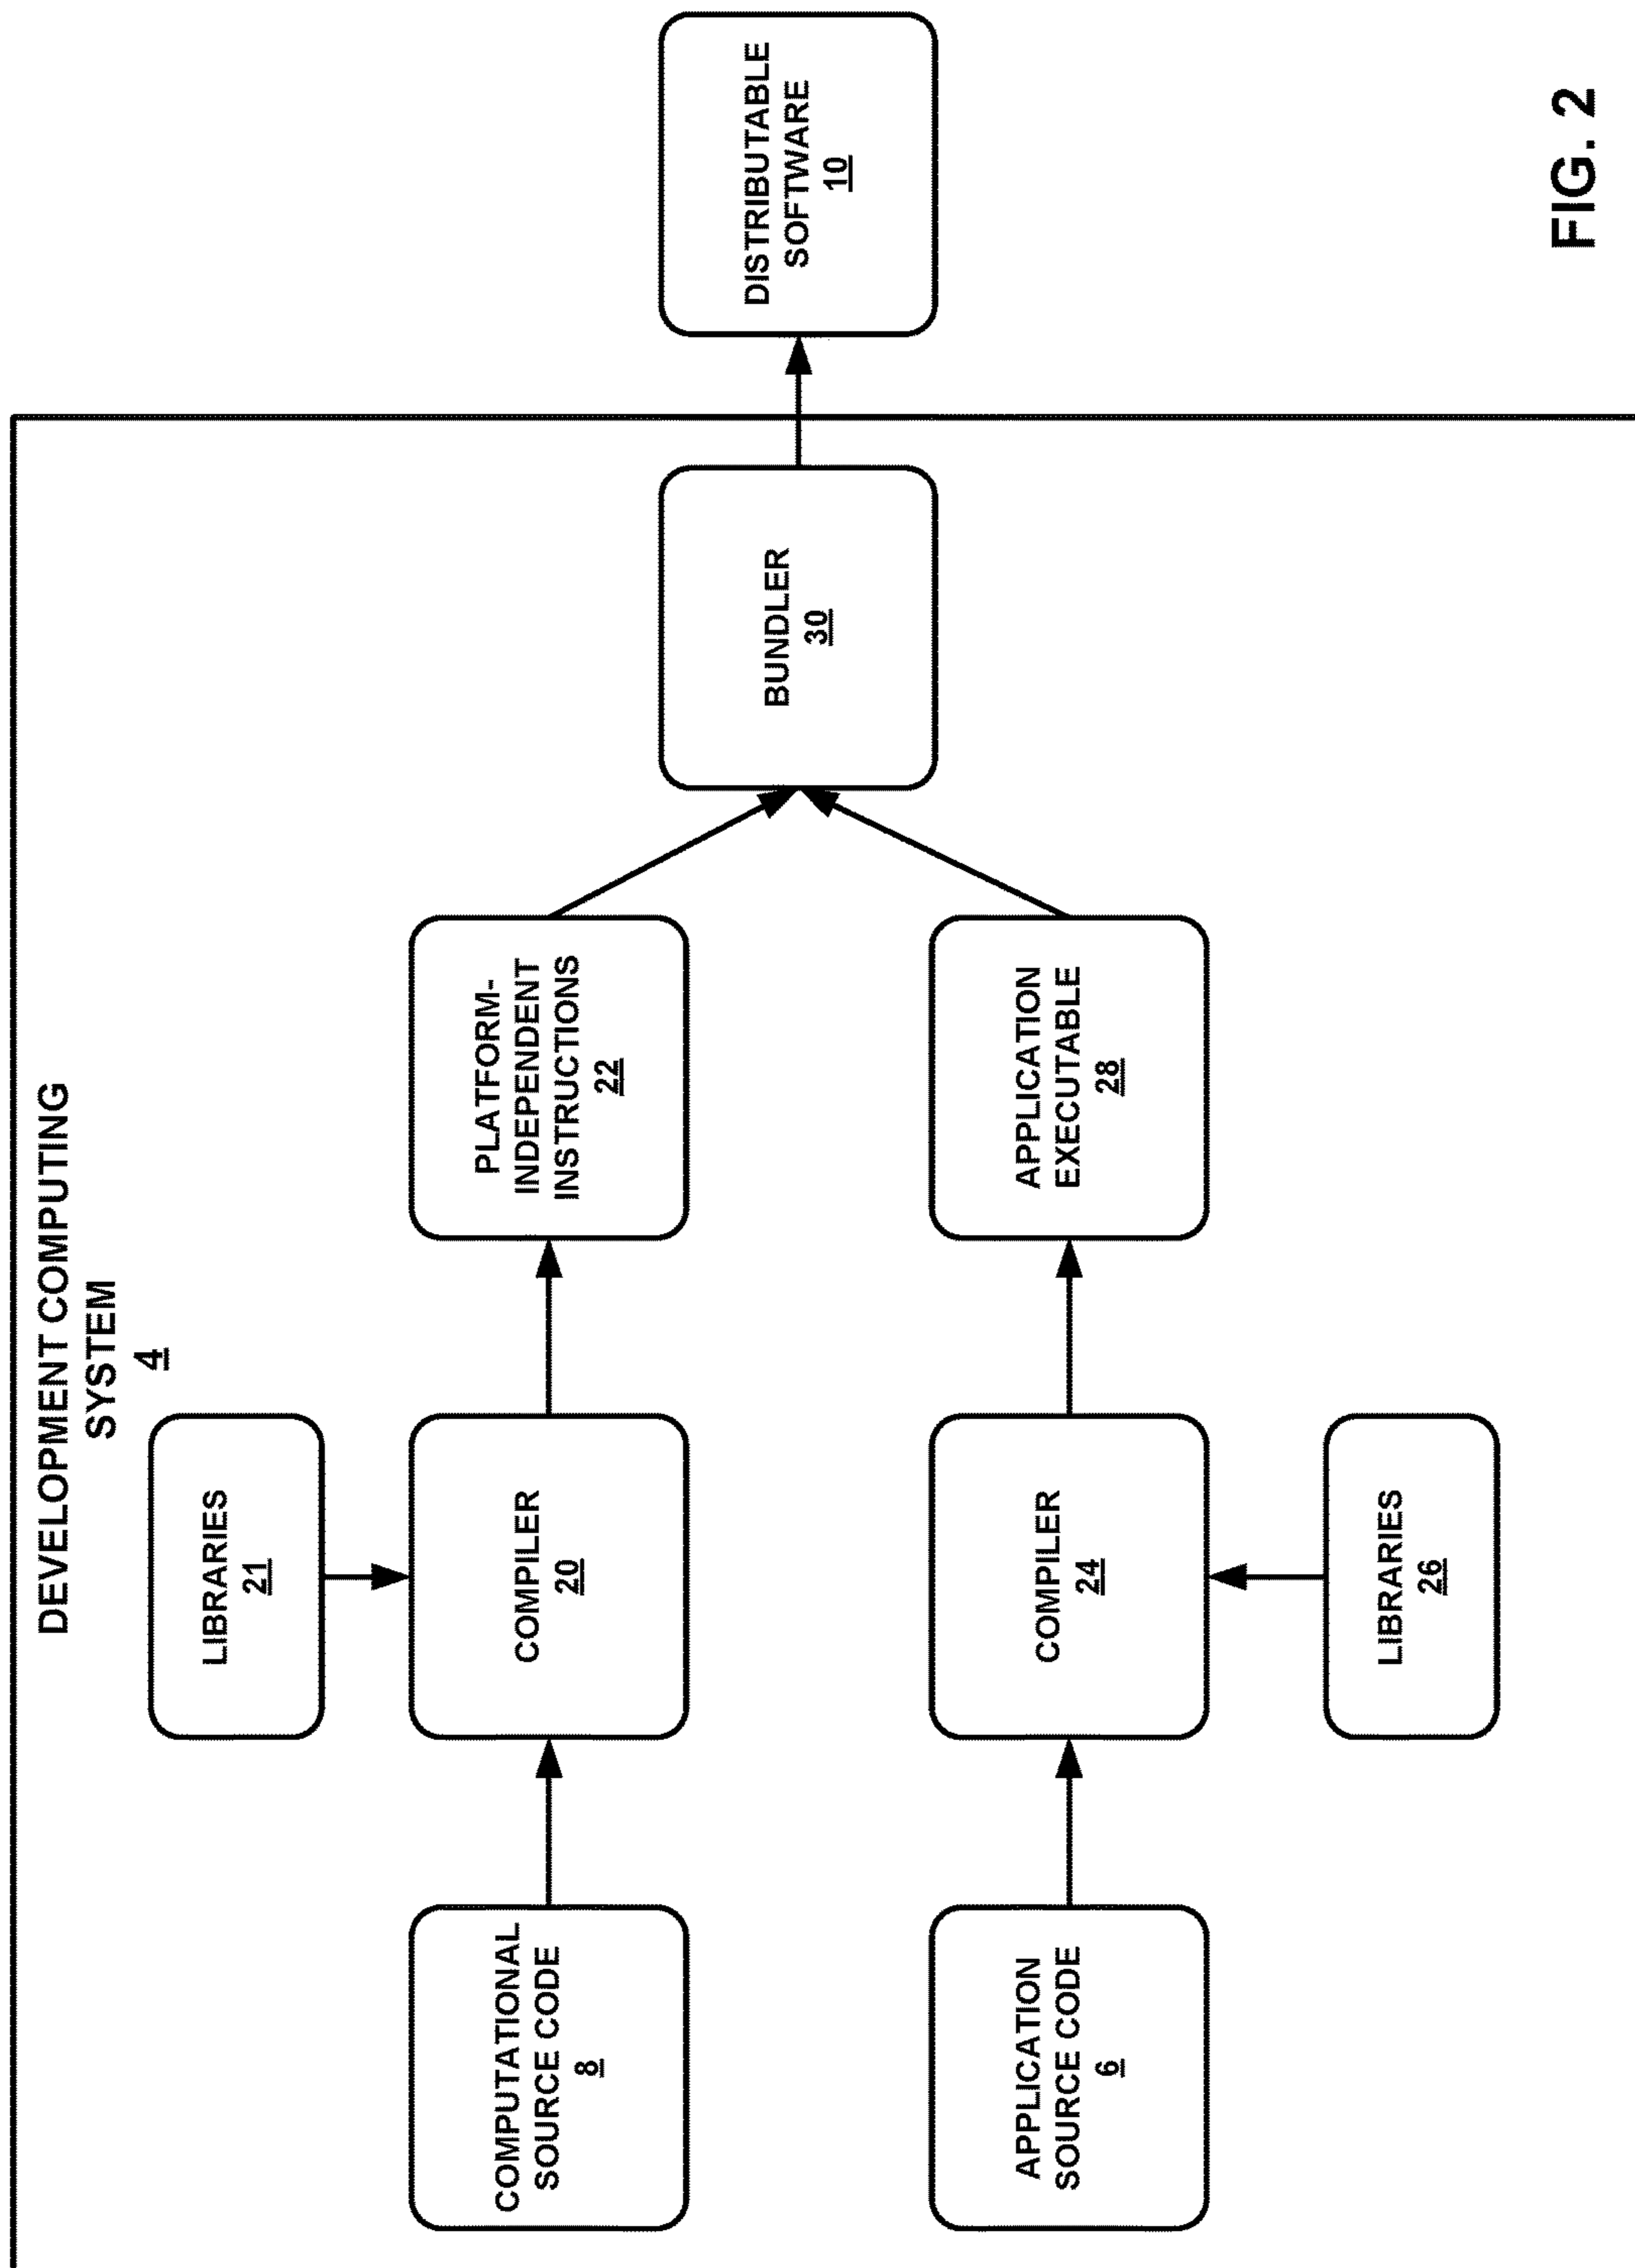 DEVELOPMENT COMPUTING
SYSTEM
4
LIBRARIES
21
COMPUTATIONAL
SOURCE CODE
8
COMPILER
20
PLATFORM-
INDEPENDENT
INSTRUCTIONS
22
BUNDLER
30
DISTRIBUTABLE
SOFTWARE
10
APPLICATION
SOURCE CODE
6
COMPILER
24
APPLICATION
EXECUTABLE
28
LIBRARIES
26
FIG. 2